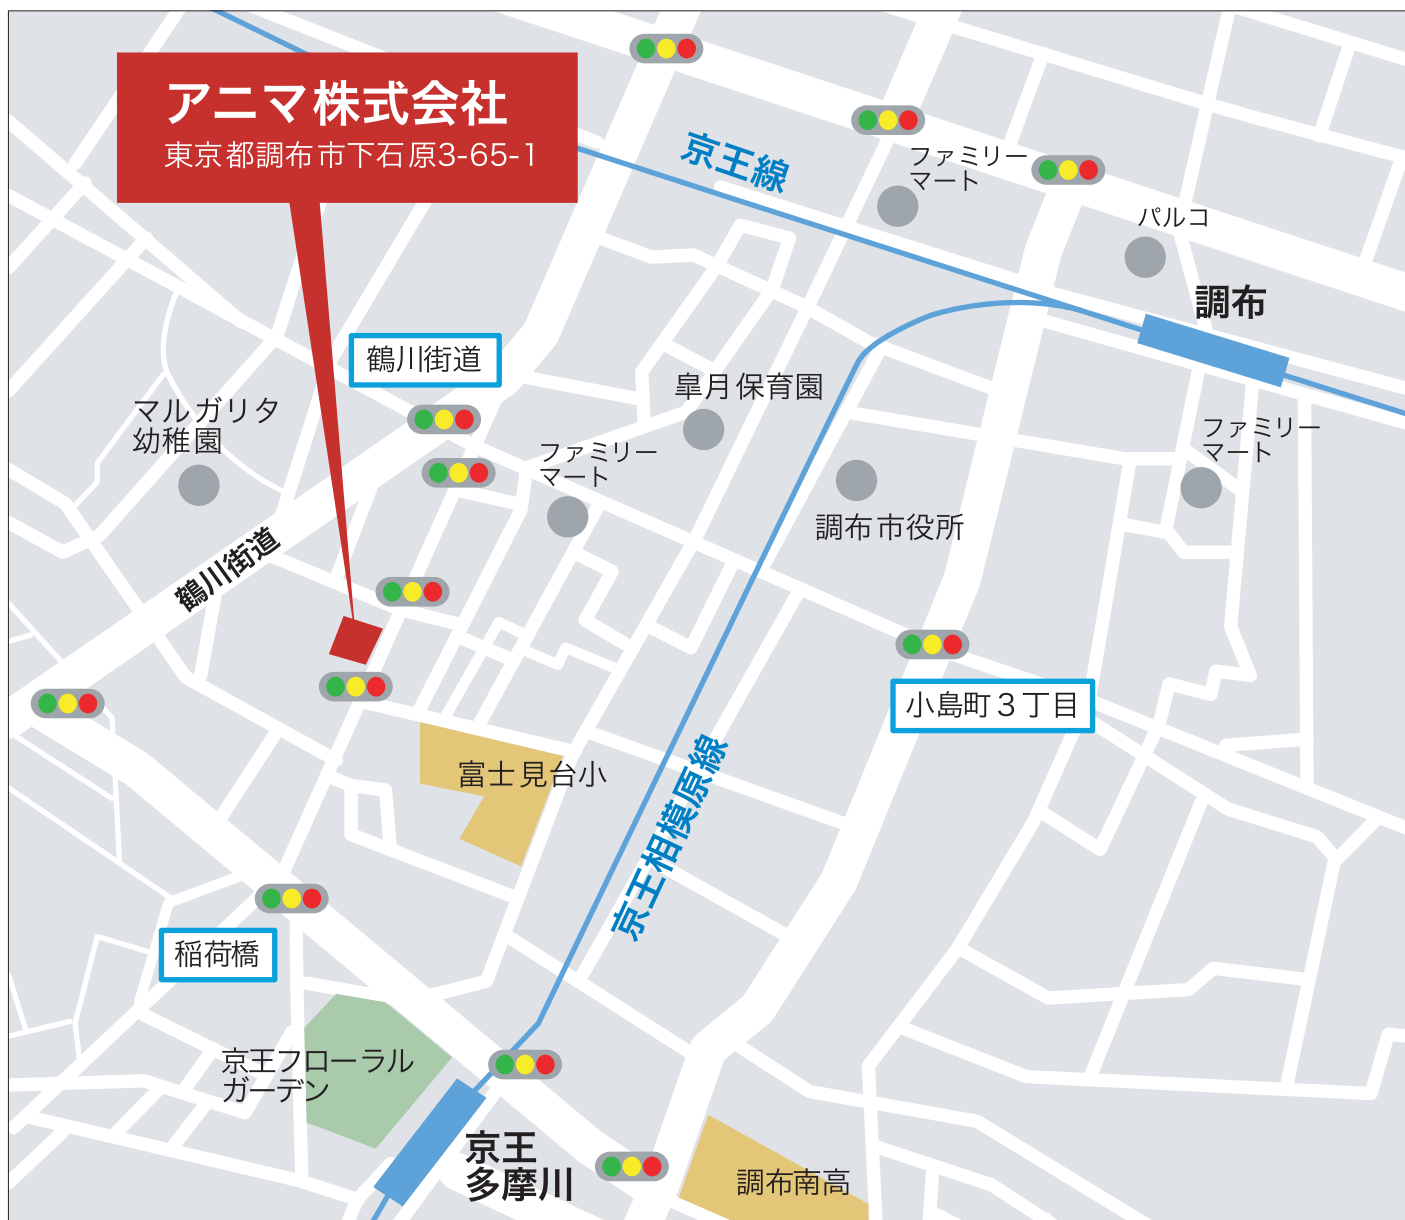 アニマ株式会社
東京都調布市下石原3-65-1
京王線
ファミリー
マート
パルコ
調布
鶴川街道
皐月保育園
マルガリタ
幼稚園
ファミリー
マート
ファミリー
マート
調布市役所
鶴川街道
小島町3丁目
富士見台小
京王相模原線
稲荷橋
京王フローラル
ガーデン
京王
多摩川
調布南高